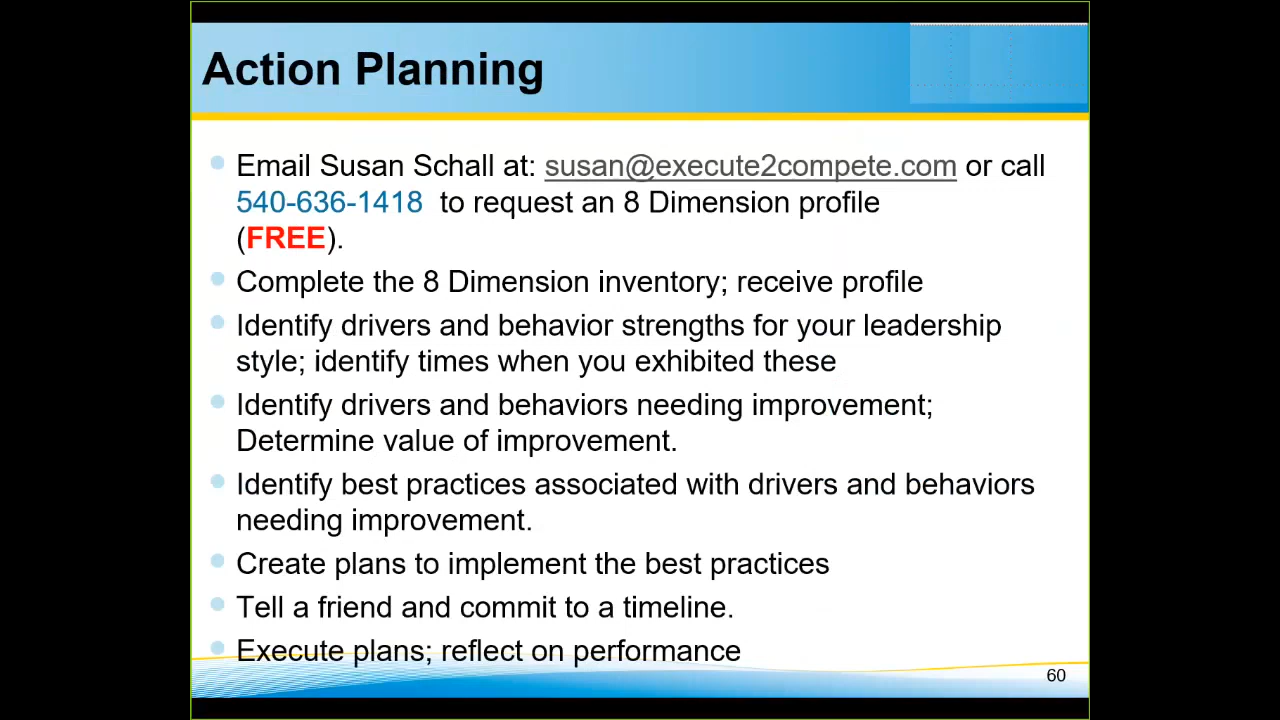 Action Planning
Email Susan Schall at: susan@execute2compete.com or call
540-636-1418 to request an 8 Dimension profile
(FREE).
Complete the 8 Dimension inventory; receive profile
Identify drivers and behavior strengths for your leadership
style; identify times when you exhibited these
Identify drivers and behaviors needing improvement;
Determine value of improvement.
Identify best practices associated with drivers and behaviors
needing improvement.
Create plans to implement the best practices
Tell a friend and commit to a timeline.
Execute plans; reflect on performance
60